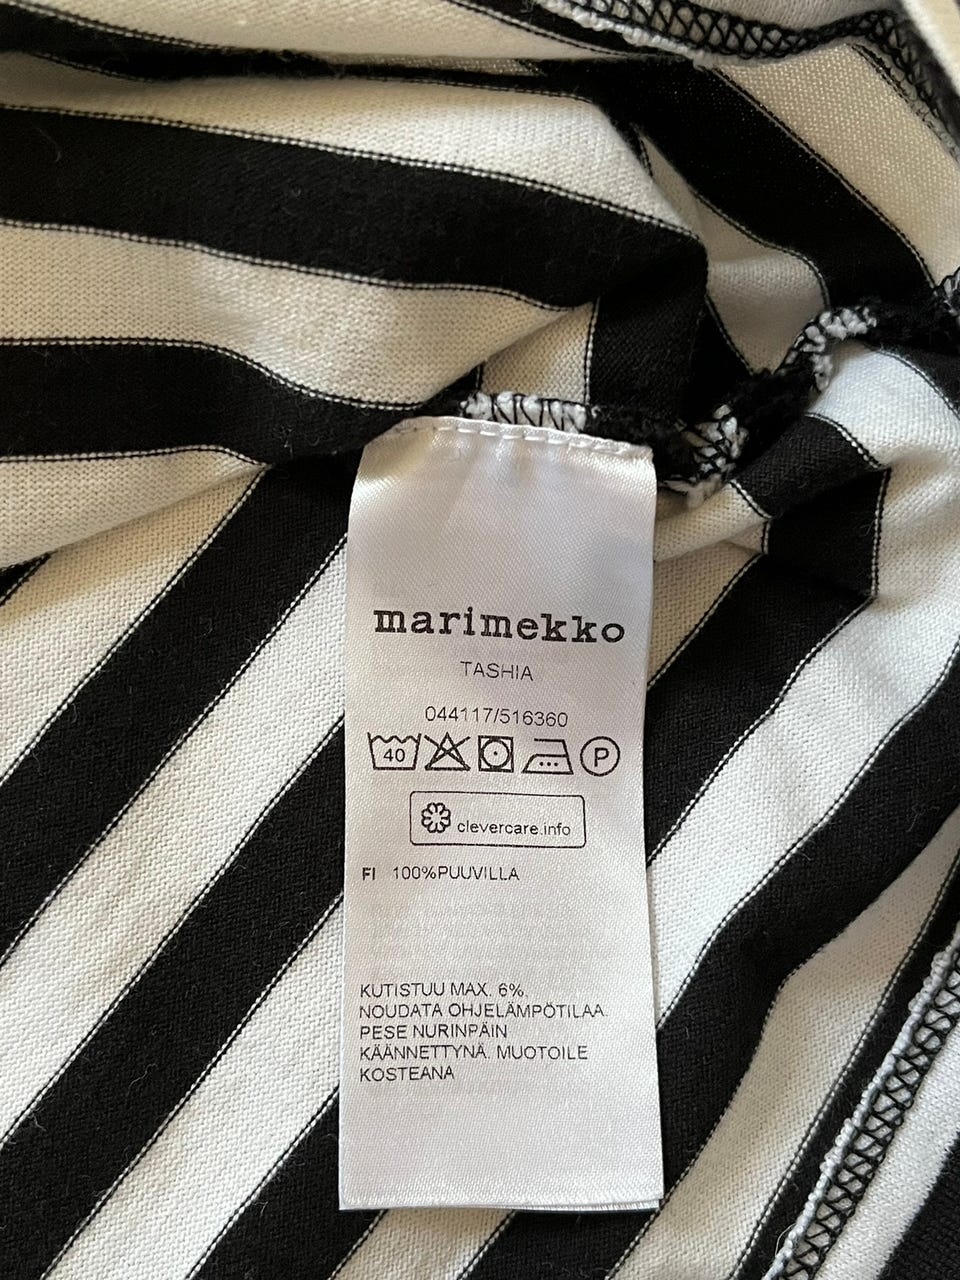 marimekko
TASHIA
044117/516360
40 P
clevercare.info
FI 100%PUUVILLA
KUTISTUU MAX. 6%.
NOUDATA OHJELÄMPÖTILAA.
PESE NURINPÄIN
KÄÄNNETTYNÄ. MUOTOILE
KOSTEANA